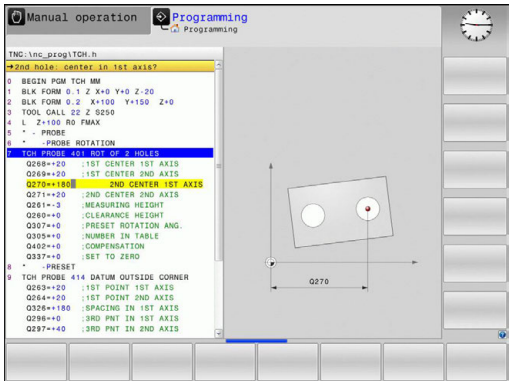 Manual operation
Programming
Programming
TNC:\nc_prog\TCH.h
→2nd hole: center in 1st axis?
0 BEGIN PGM TCH MM
1 BLK FORM 0.1 Z X+0 Y+0 Z-20
2 BLK FORM 0.2 X+100 Y+150 Z+0
3 TOOL CALL 22 Z S250
4 L Z+100 R0 FMAX
5 * - PROBE
6 * -PROBE ROTATION
7 TCH PROBE 401 ROT OF 2 HOLES
Q268=+20 ;1ST CENTER 1ST AXIS
Q269=+20 ;1ST CENTER 2ND AXIS
Q270=+180 2ND CENTER 1ST AXIS
Q271=+20 ;2ND CENTER 2ND AXIS
Q261=-3 ;MEASURING HEIGHT
Q260=+0 ;CLEARANCE HEIGHT
Q307=+0 ;PRESET ROTATION ANG.
Q305=+0 ;NUMBER IN TABLE
Q402=+0 ;COMPENSATION
Q337=+0 ;SET TO ZERO
8 * -PRESET
9 TCH PROBE 414 DATUM OUTSIDE CORNER
Q263=+20 ;1ST POINT 1ST AXIS
Q264=+20 ;1ST POINT 2ND AXIS
Q326=+180 ;SPACING IN 1ST AXIS
Q296=+0 ;3RD PNT IN 1ST AXIS
Q297=+40 ;3RD PNT IN 2ND AXIS
Q270